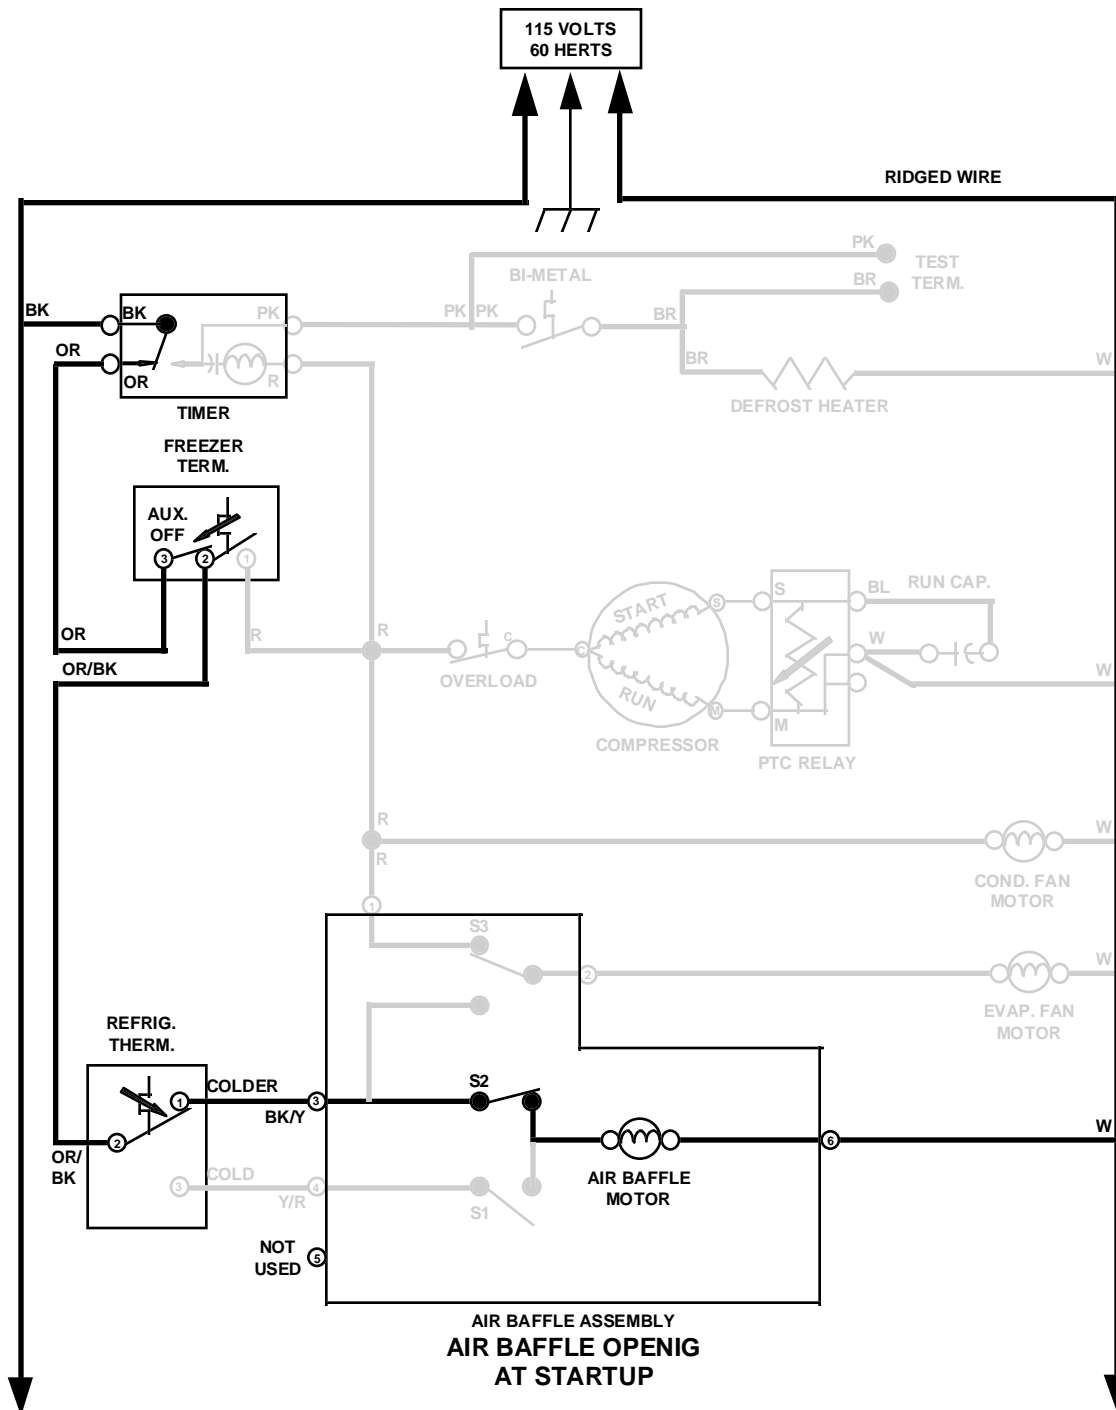 115 VOLTS
60 HERTS
RIDGED WIRE
PK
BI-METAL
TEST
TERM.
BR
BK
BK
PK
PK
PK
BR
OR
OR
R
BR
W
TIMER
DEFROST HEATER
FREEZER
TERM.
AUX.
OFF
3
2
1
S
S
BL
RUN CAP.
START
OR
R
R
C
C
W
OR/BK
OVERLOAD
RUN
W
M
M
COMPRESSOR
PTC RELAY
R
R
W
COND. FAN
MOTOR
1
S3
2
W
EVAP. FAN
MOTOR
REFRIG.
THERM.
COLDER
S2
1
3
BK/Y
2
W
6
OR/
BK
COLD
3
4
Y/R
S1
AIR BAFFLE
MOTOR
NOT
USED
5
AIR BAFFLE ASSEMBLY
AIR BAFFLE OPENIG
AT STARTUP